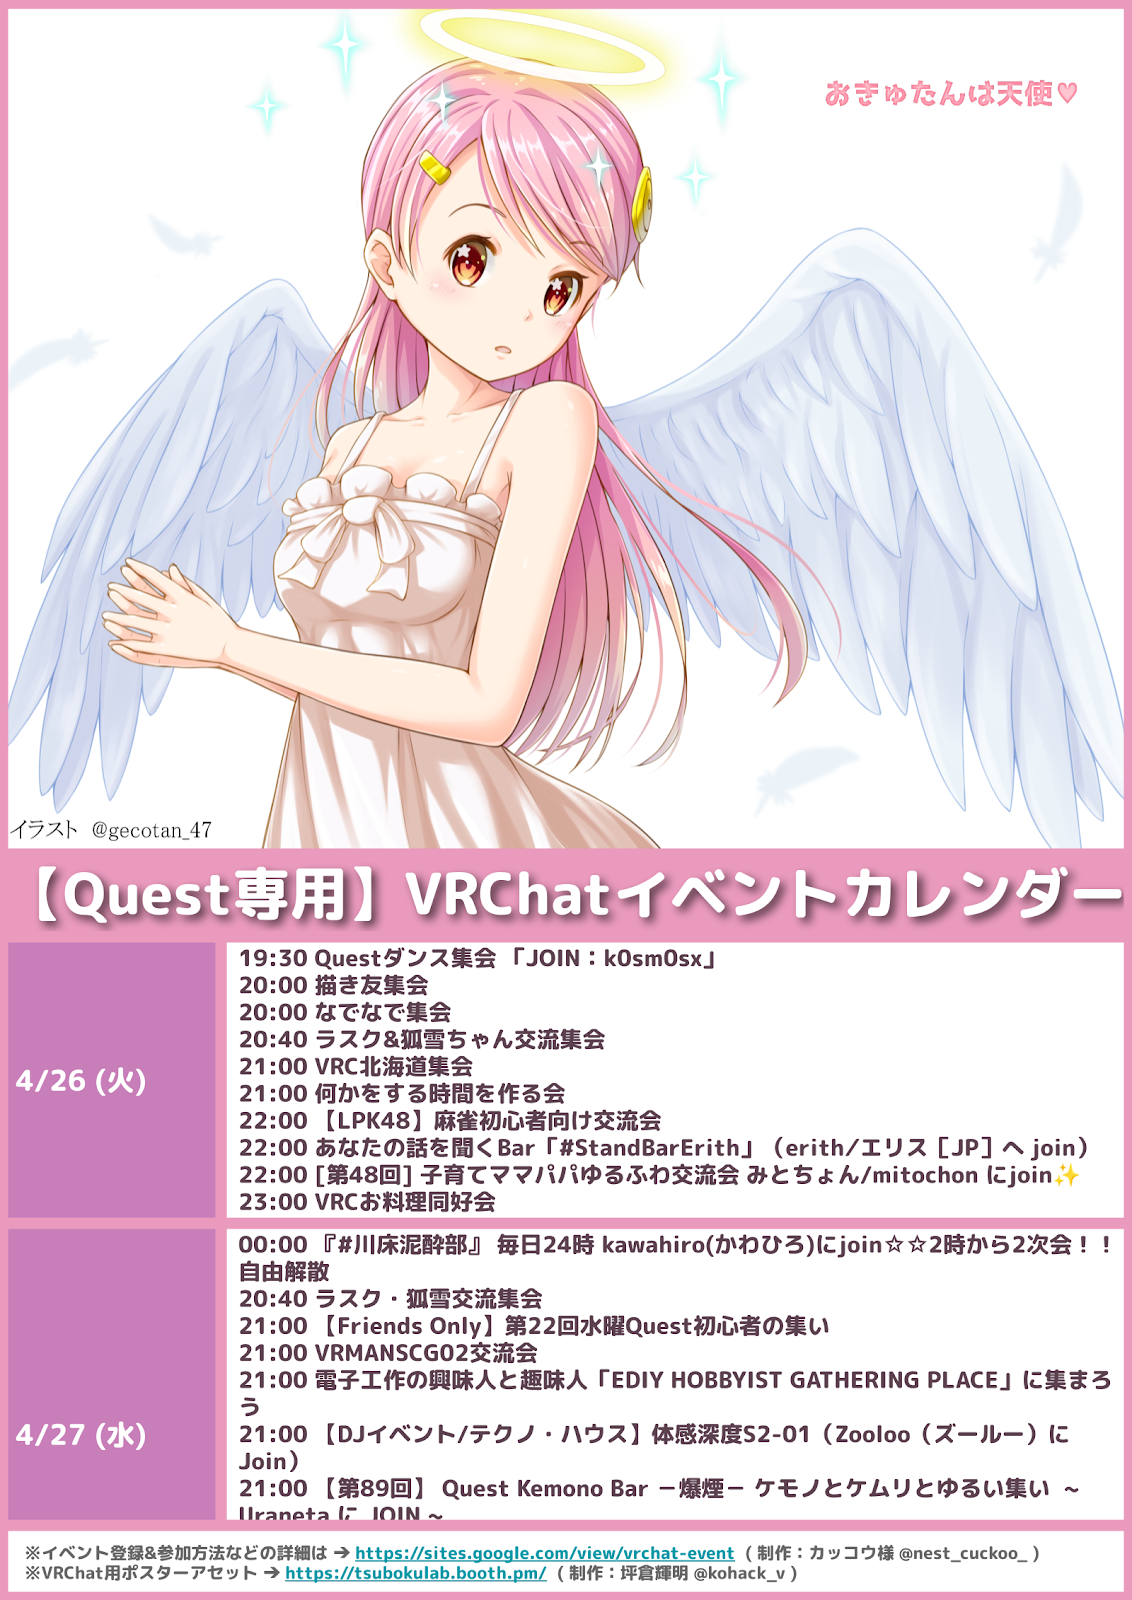 おきゅたんは天使♥
イラスト @gecotan_47
【Quest専用】VRChatイベントカレンダー
4/26 (火)
19:30 Questダンス集会 「JOIN：k0sm0sx」
20:00 描き友集会
20:00 なでなで集会
20:40 ラスク&狐雪ちゃん交流集会
21:00 VRC北海道集会
21:00 何かをする時間を作る会
22:00 【LPK48】麻雀初心者向け交流会
22:00 あなたの話を聞くBar「#StandBarErith」（erith/エリス［JP］へ join）
22:00 [第48回] 子育てママパパゆるふわ交流会 みとちょん/mitochon にjoin✨
23:00 VRCお料理同好会
4/27 (水)
00:00 『#川床泥酔部』 毎日24時 kawahiro(かわひろ)にjoin☆☆2時から2次会！！
自由解散
20:40 ラスク・狐雪交流集会
21:00 【Friends Only】第22回水曜Quest初心者の集い
21:00 VRMANSCG02交流会
21:00 電子工作の興味人と趣味人「EDIY HOBBYIST GATHERING PLACE」に集まろ
う
21:00 【DJイベント/テクノ・ハウス】体感深度S2-01（Zooloo（ズールー）に
Join）
21:00 【第89回】 Quest Kemono Bar －爆煙－ ケモノとケムリとゆるい集い ～
Uraneta に JOIN ～
※イベント登録&参加方法などの詳細は ➔ https://sites.google.com/view/vrchat-event ( 制作：カッコウ様 @nest_cuckoo_ )
※VRChat用ポスターアセット ➔ https://tsubokulab.booth.pm/ ( 制作：坪倉輝明 @kohack_v )